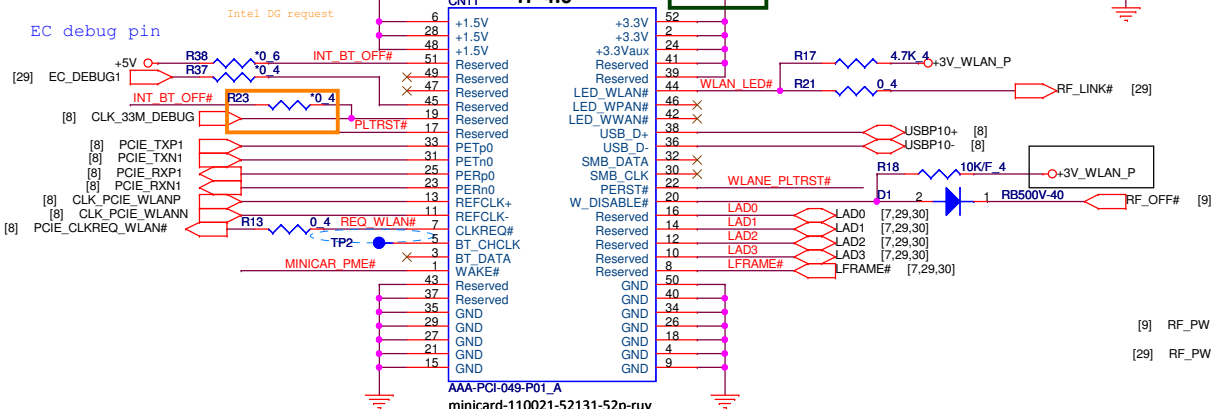 CNTT
Intel DG request
EC debug pin
6 +1.5V +3.3V 52
28 +1.5V +3.3V 2
48 +1.5V +3.3Vaux 24
+5V R38 *0_6 INT_BT_OFF# 51 Reserved Reserved 41 R17 4.7K_4 +3V_WLAN_P
[29] EC_DEBUG1 R37 *0_4 49 Reserved Reserved 39
47 Reserved LED_WLAN# 44 WLAN_LED# R21 0_4 RF_LINK# [29]
INT_BT_OFF# R23 *0_4 45 Reserved LED_WPAN# 46
[8] CLK_33M_DEBUG 19 Reserved LED_WWAN# 42
PLTRST# 17 Reserved USB_D+ 38 USBP10+ [8]
[8] PCIE_TXP1 33 PETp0 USB_D- 36 USBP10- [8]
[8] PCIE_TXN1 31 PETn0 SMB_DATA 32
[8] PCIE_RXP1 25 PERp0 SMB_CLK 30 R18 10K/F_4 +3V_WLAN_P
[8] PCIE_RXN1 23 PERn0 PERST# 22 WLANE_PLTRST#
[8] CLK_PCIE_WLANP 13 REFCLK+ W_DISABLE# 20 D1 2 1 RB500V-40 RF_OFF# [9]
[8] CLK_PCIE_WLANN 11 REFCLK- Reserved 16 LAD0 LAD0 [7,29,30]
[8] PCIE_CLKREQ_WLAN# R13 0_4 REQ_WLAN# 7 CLKREQ# Reserved 14 LAD1 LAD1 [7,29,30]
TP2 5 BT_CHCLK Reserved 12 LAD2 LAD2 [7,29,30]
3 BT_DATA Reserved 10 LAD3 LAD3 [7,29,30]
MINICAR_PME# 1 WAKE# Reserved 8 LFRAME# LFRAME# [7,29,30]
43 Reserved GND 50
37 Reserved GND 40
35 GND GND 34
29 GND GND 26
27 GND GND 18
21 GND GND 4
15 GND GND 9
[9] RF_PW
[29] RF_PW
AAA-PCI-049-P01_A
minicard-110021-52131-52p-ruv